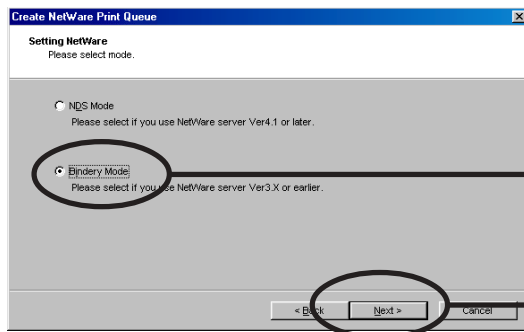 Create NetWare Print Queue
Setting NetWare
Please select mode.
NDS Mode
Please select if you use NetWare server Ver4.1 or later.
Bindery Mode
Please select if you use NetWare server Ver3.X or earlier.
< Back Next > Cancel